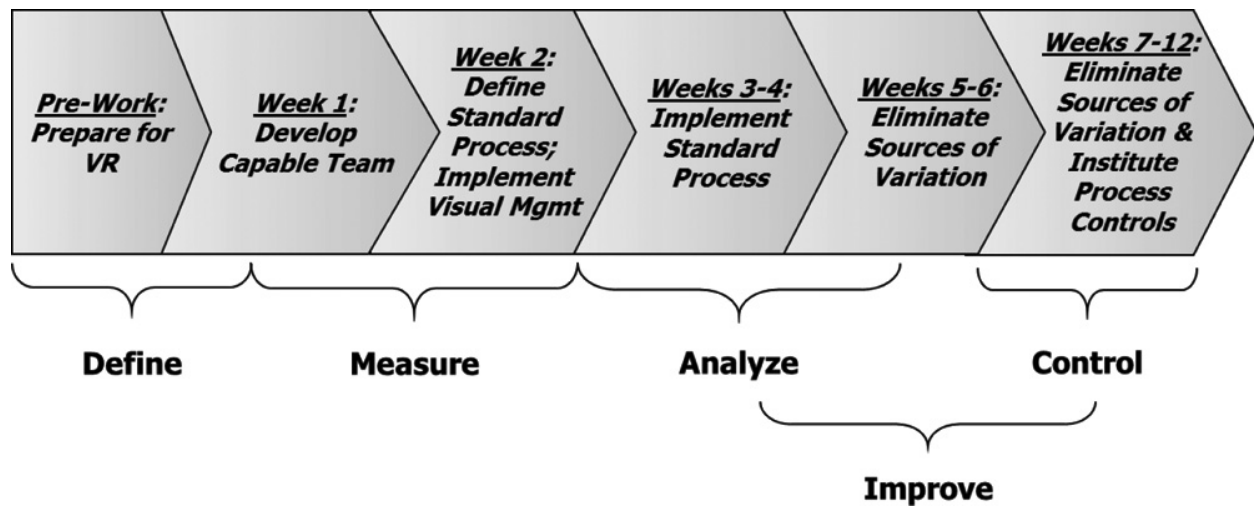 Pre-Work:
Prepare for
VR
Week 1:
Develop
Capable Team
Week 2:
Define
Standard
Process;
Implement
Visual Mgmt
Weeks 3-4:
Implement
Standard
Process
Weeks 5-6:
Eliminate
Sources of
Variation
Weeks 7-12:
Eliminate
Sources of
Variation &
Institute
Process
Controls
Define
Measure
Analyze
Control
Improve